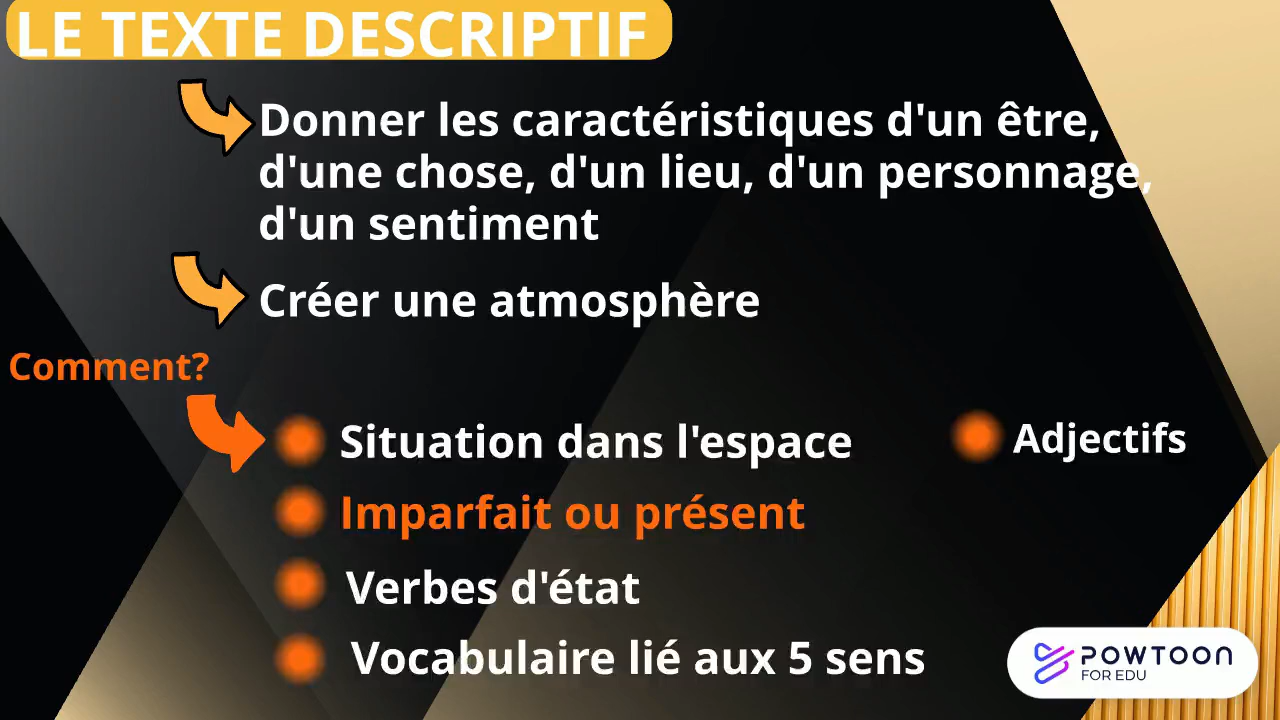 LE TEXTE DESCRIPTIF
Donner les caractéristiques d'un être,
d'une chose, d'un lieu, d'un personnage,
d'un sentiment
Créer une atmosphère
Comment?
Situation dans l'espace
Adjectifs
Imparfait ou présent
Verbes d'état
Vocabulaire lié aux 5 sens
POWTOON
FOR EDU